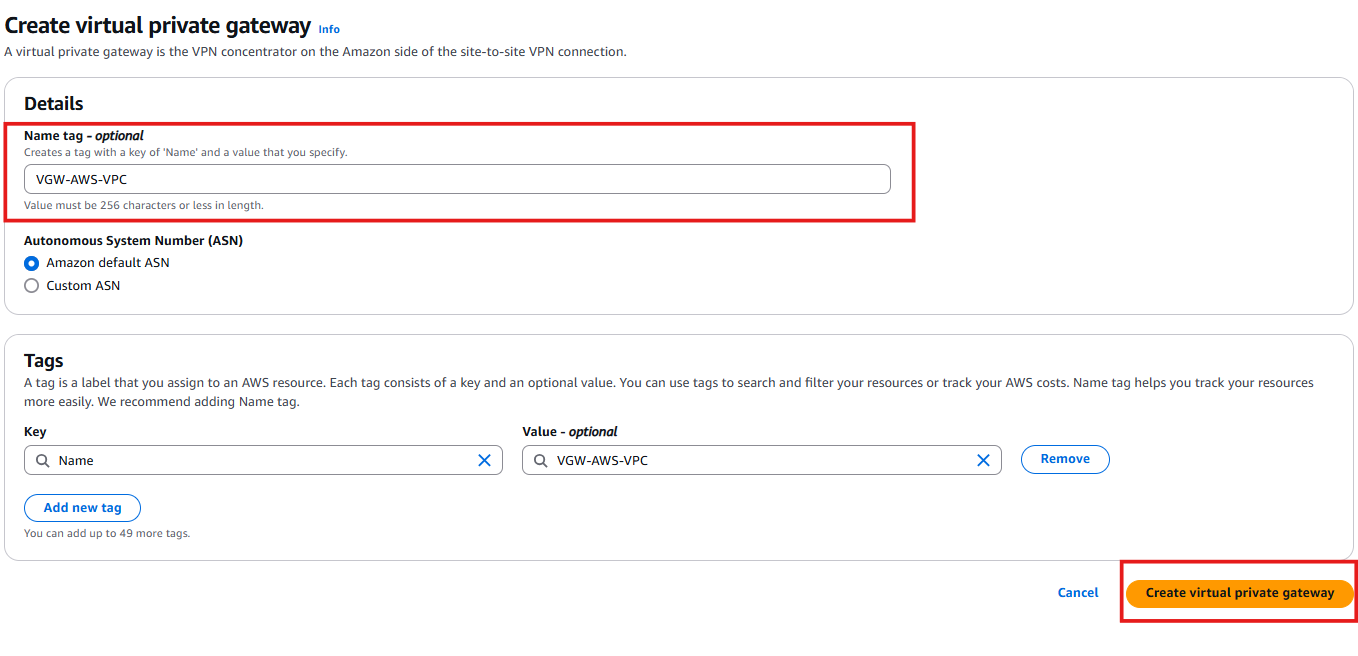 Create virtual private gateway Info
A virtual private gateway is the VPN concentrator on the Amazon side of the site-to-site VPN connection.
Details
Name tag - optional
Creates a tag with a key of 'Name' and a value that you specify.
VGW-AWS-VPC
Value must be 256 characters or less in length.
Autonomous System Number (ASN)
Amazon default ASN
Custom ASN
Tags
A tag is a label that you assign to an AWS resource. Each tag consists of a key and an optional value. You can use tags to search and filter your resources or track your AWS costs. Name tag helps you track your resources
more easily. We recommend adding Name tag.
Key Value - optional
Name VGW-AWS-VPC Remove
Add new tag
You can add up to 49 more tags.
Cancel Create virtual private gateway